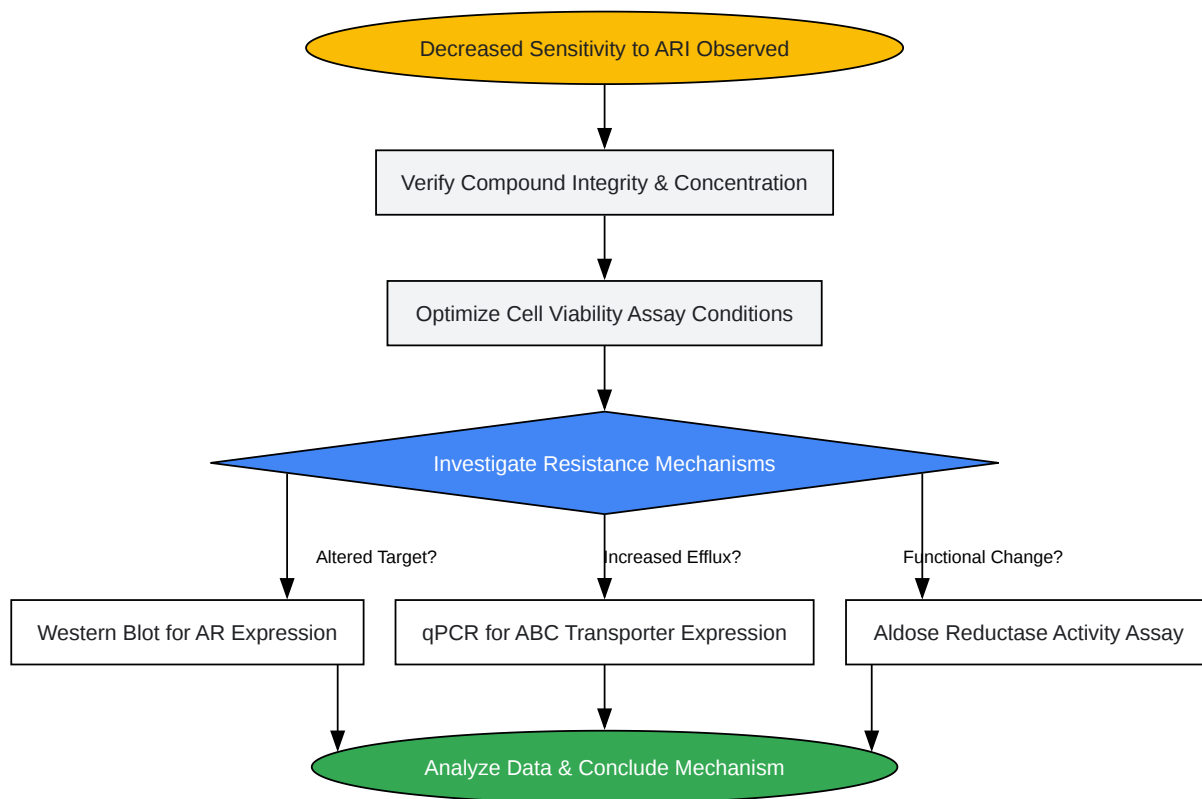 Decreased Sensitivity to ARI Observed
Verify Compound Integrity & Concentration
Optimize Cell Viability Assay Conditions
Investigate Resistance Mechanisms
Altered Target?
Increased Efflux?
Functional Change?
Western Blot for AR Expression
qPCR for ABC Transporter Expression
Aldose Reductase Activity Assay
Analyze Data & Conclude Mechanism